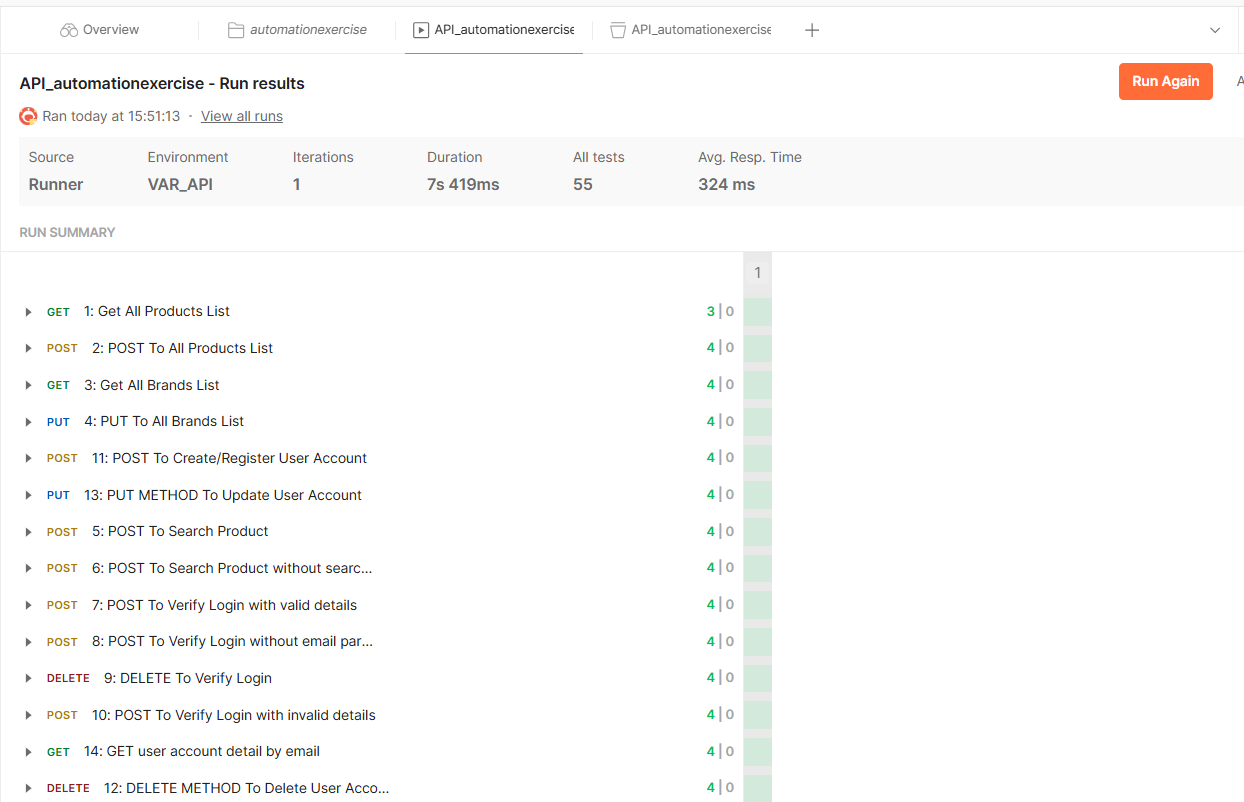 Overview automationexercise API_automationexercise API_automationexercise
API_automationexercise - Run results
Run Again A
Ran today at 15:51:13 · View all runs
Source Environment Iterations Duration All tests Avg. Resp. Time
Runner VAR_API 1 7s 419ms 55 324 ms
RUN SUMMARY
1
GET 1: Get All Products List 3 | 0
POST 2: POST To All Products List 4 | 0
GET 3: Get All Brands List 4 | 0
PUT 4: PUT To All Brands List 4 | 0
POST 11: POST To Create/Register User Account 4 | 0
PUT 13: PUT METHOD To Update User Account 4 | 0
POST 5: POST To Search Product 4 | 0
POST 6: POST To Search Product without searc... 4 | 0
POST 7: POST To Verify Login with valid details 4 | 0
POST 8: POST To Verify Login without email par... 4 | 0
DELETE 9: DELETE To Verify Login 4 | 0
POST 10: POST To Verify Login with invalid details 4 | 0
GET 14: GET user account detail by email 4 | 0
DELETE 12: DELETE METHOD To Delete User Acco... 4 | 0